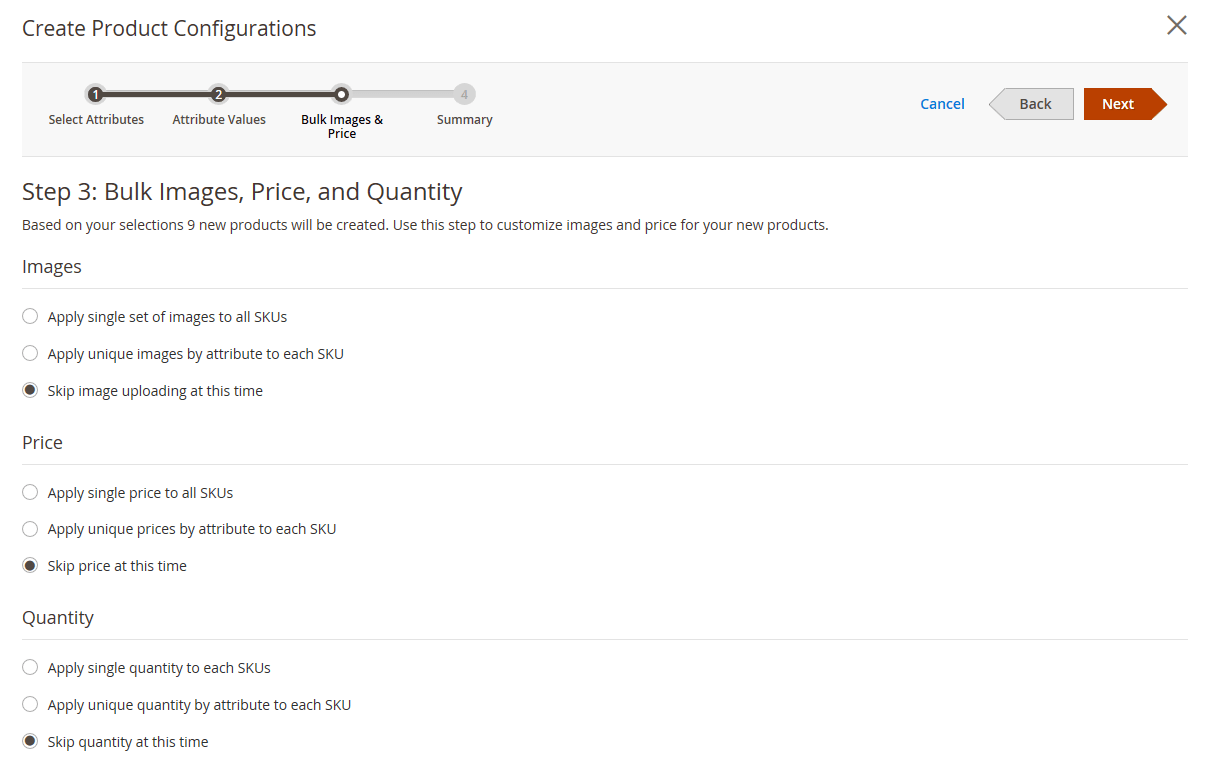 Create Product Configurations
1
2
4
Select Attributes
Attribute Values
Bulk Images &
Price
Summary
Cancel
Back
Next
Step 3: Bulk Images, Price, and Quantity
Based on your selections 9 new products will be created. Use this step to customize images and price for your new products.
Images
Apply single set of images to all SKUs
Apply unique images by attribute to each SKU
Skip image uploading at this time
Price
Apply single price to all SKUs
Apply unique prices by attribute to each SKU
Skip price at this time
Quantity
Apply single quantity to each SKUs
Apply unique quantity by attribute to each SKU
Skip quantity at this time